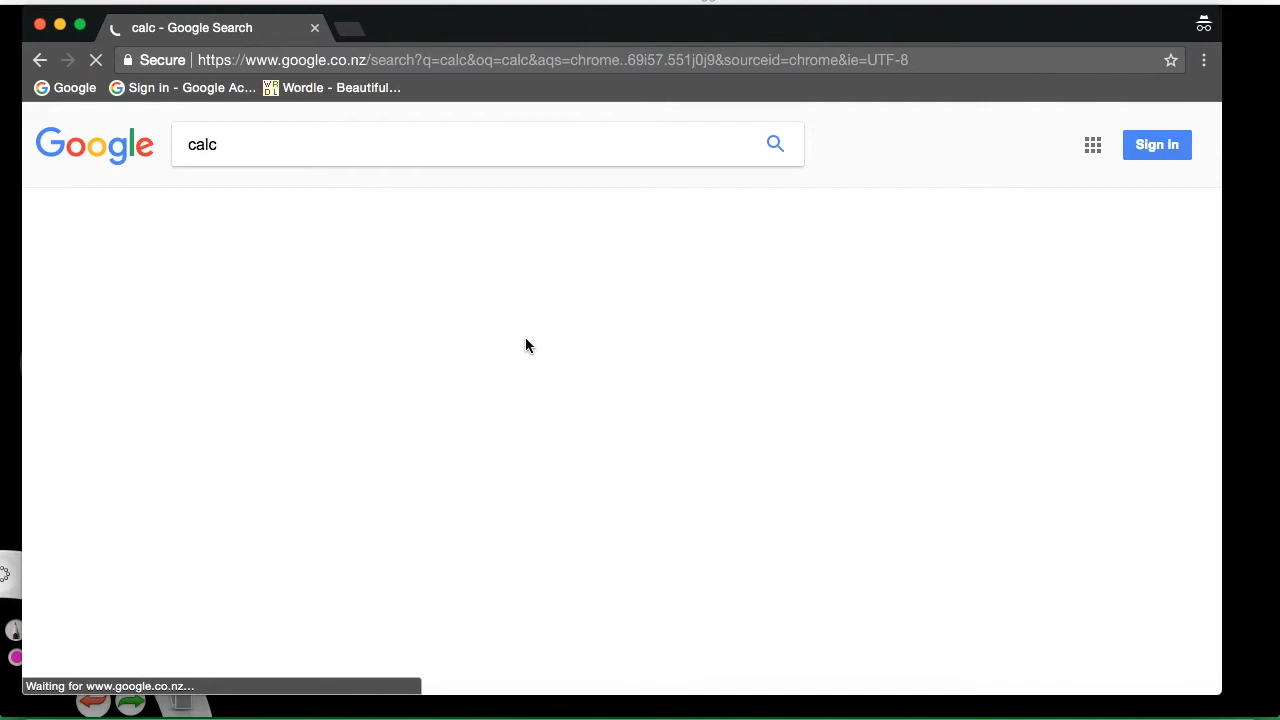 calc - Google Search
Secure https://www.google.co.nz/search?q=calc&oq=calc&aqs=chrome..69i57.551j0j9&sourceid=chrome&ie=UTF-8
Google Sign in - Google Ac... Wordle - Beautiful...
Google calc Sign in
Waiting for www.google.co.nz...